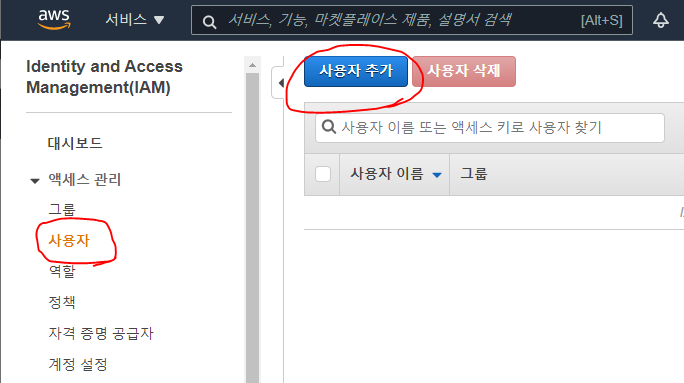 aws 서비스 ▼ 서비스, 기능, 마켓플레이스 제품, 설명서 검색 [Alt+S]
Identity and Access
Management(IAM)
대시보드
액세스 관리
그룹
사용자
역할
정책
자격 증명 공급자
계정 설정
사용자 추가 사용자 삭제
사용자 이름 또는 액세스 키로 사용자 찾기
사용자 이름 그룹